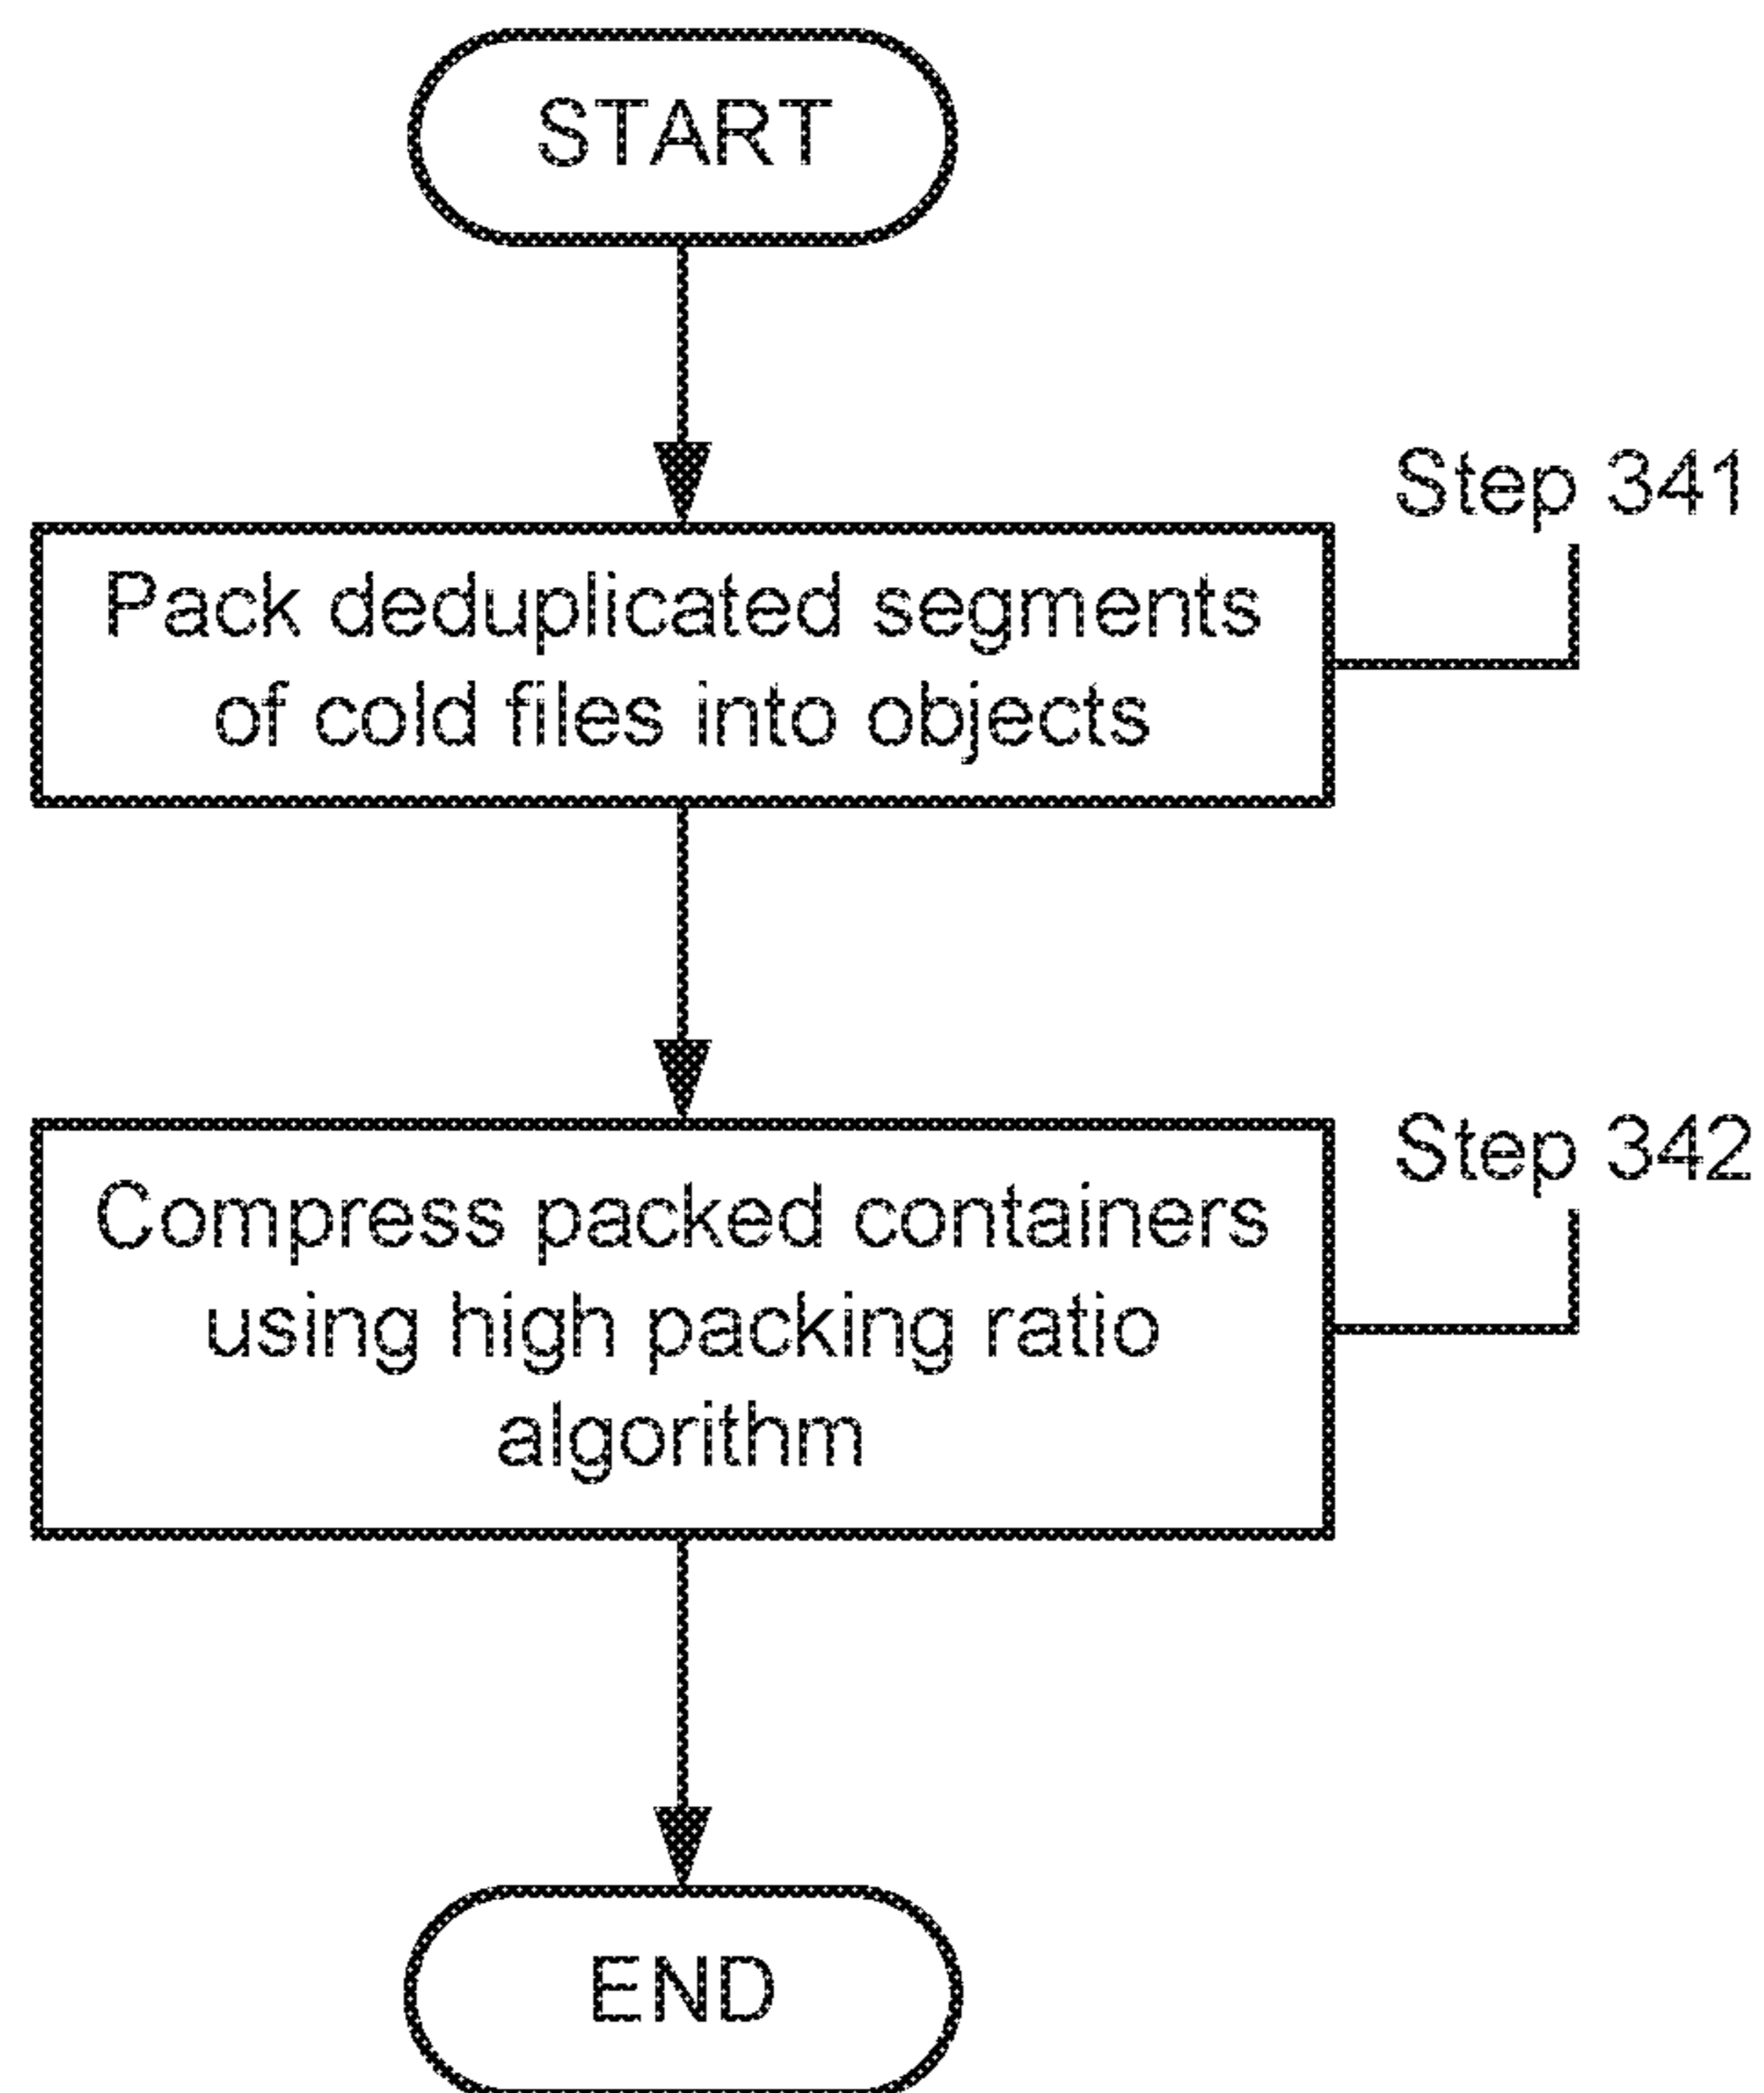 START
Step 341
Pack deduplicated segments
of cold files into objects
Step 342
Compress packed containers
using high packing ratio
algorithm
END